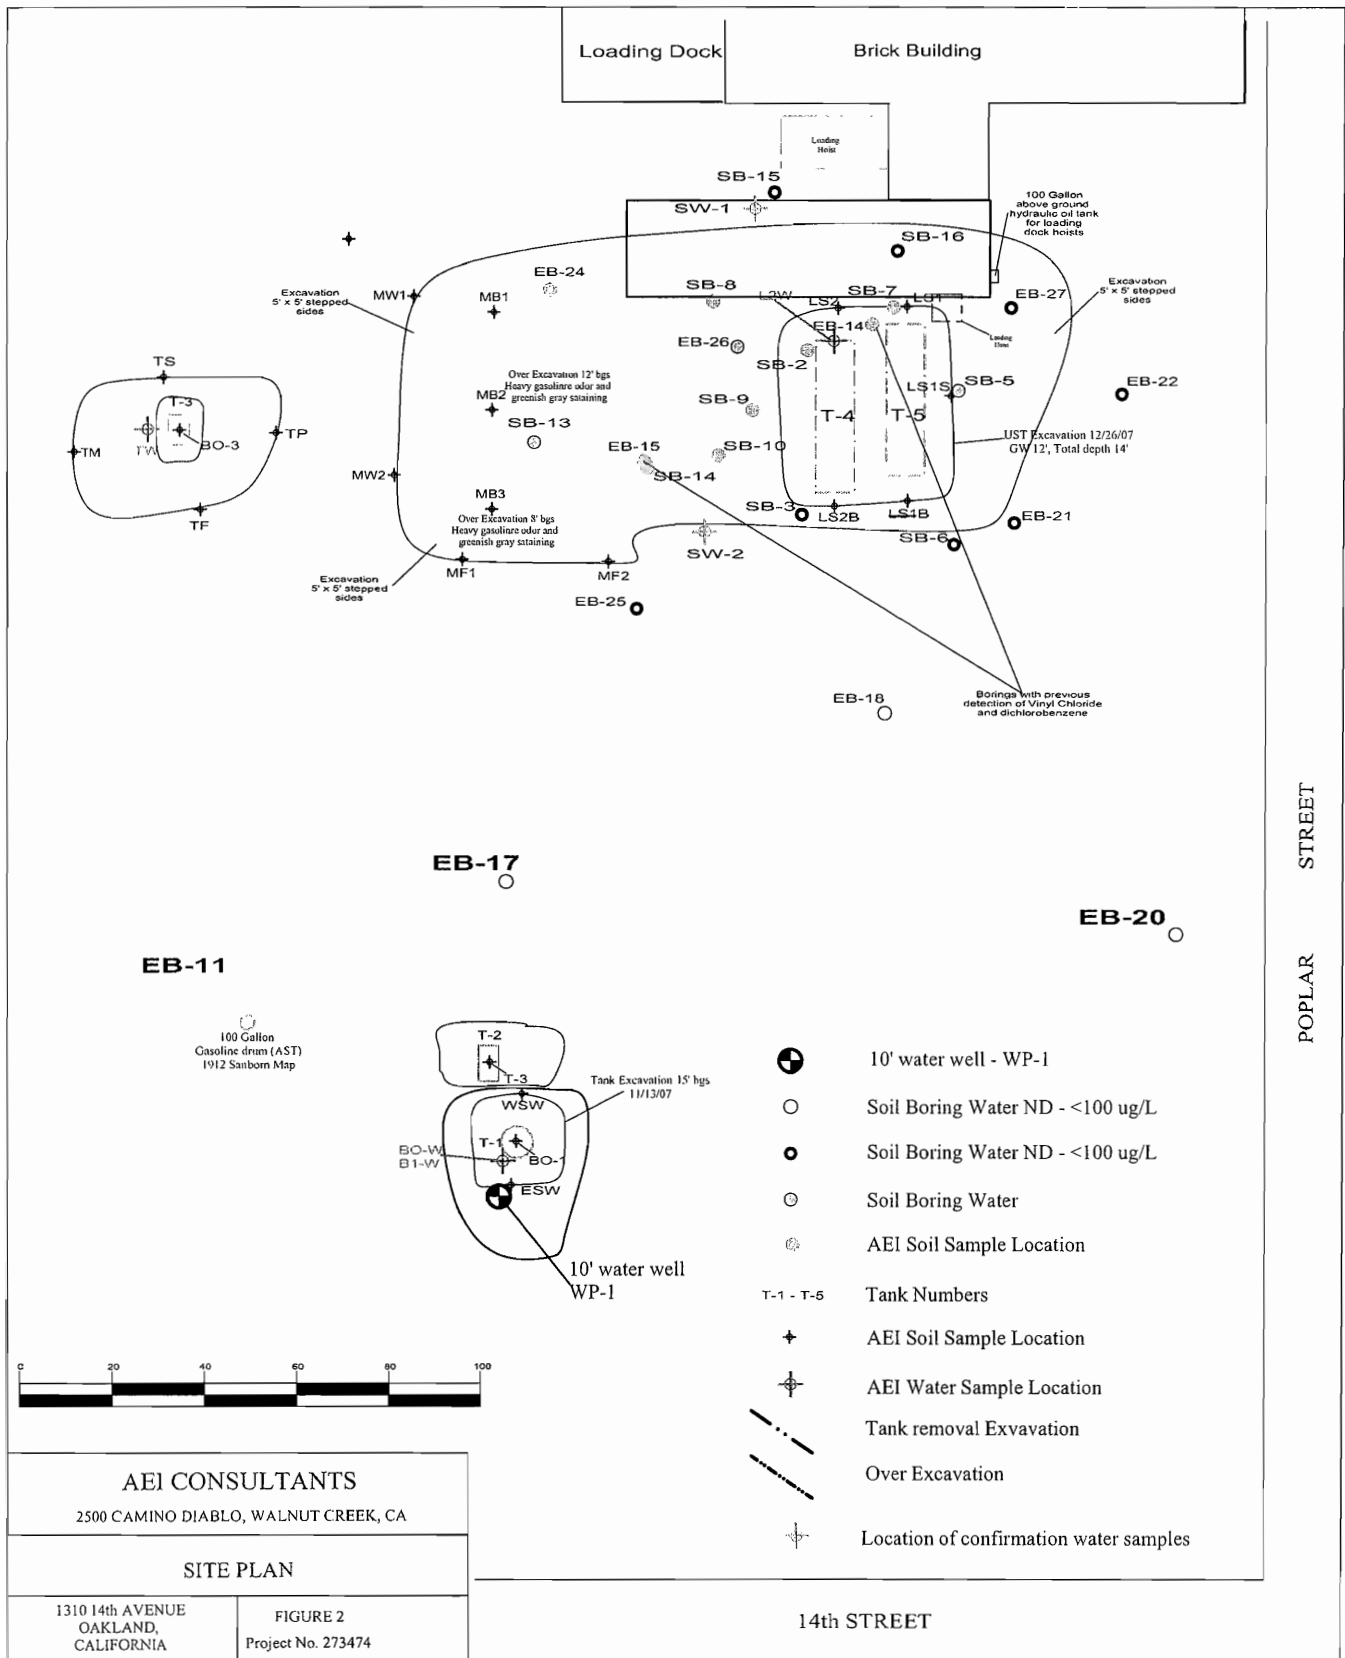 Loading Dock
Brick Building
Loading
Hoist
SB-15
SW-1
100 Gallon
above ground
hydraulic oil tank
for loading
dock hoists
SB-16
EB-24
Excavation
5' x 5' stepped
sides
MW1
MB1
SB-8
L2W
SB-7
LS2
LS1
EB-27
Excavation
5' x 5' stepped
sides
EB-14
Loading
Hoist
EB-26
SB-2
TS
Over Excavation 12' bgs
Heavy gasolinre odor and
greenish gray sataining
MB2
T-3
SB-9
LS1S
SB-5
EB-22
T-4
T-5
SB-13
TM
TW
BO-3
TP
EB-15
SB-10
UST Excavation 12/26/07
GW 12', Total depth 14'
SB-14
MW2
MB3
TF
Over Excavation 8' bgs
Heavy gasolinre odor and
greenish gray sataining
SB-3
LS2B
LS1B
EB-21
SB-6
SW-2
MF1
MF2
Excavation
5' x 5' stepped
sides
EB-25
EB-18
Borings with previous
detection of Vinyl Chloride
and dichlorobenzene
POPLAR STREET
EB-17
EB-20
EB-11
100 Gallon
Gasoline drum (AST)
1912 Sanborn Map
T-2
T-3
WSW
Tank Excavation 15' bgs
11/13/07
T-1
BO-W
B1-W
BO-1
ESW
10' water well
WP-1
10' water well - WP-1
Soil Boring Water ND - <100 ug/L
Soil Boring Water ND - <100 ug/L
Soil Boring Water
AEI Soil Sample Location
T-1 - T-5 Tank Numbers
AEI Soil Sample Location
AEI Water Sample Location
Tank removal Exvavation
Over Excavation
Location of confirmation water samples
0 20 40 60 80 100
AEI CONSULTANTS
2500 CAMINO DIABLO, WALNUT CREEK, CA
SITE PLAN
1310 14th AVENUE
OAKLAND,
CALIFORNIA
FIGURE 2
Project No. 273474
14th STREET